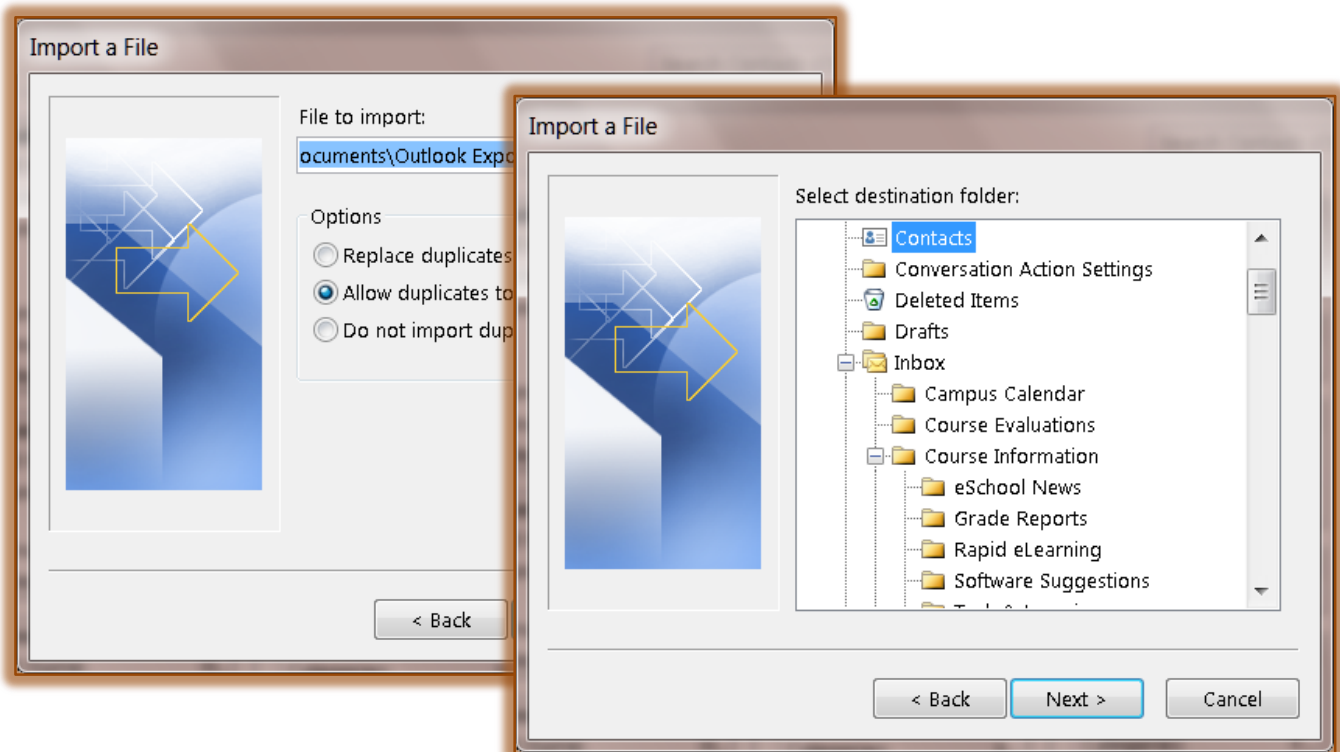 Import a File
File to import:
ocuments\Outlook Expo
Options
Replace duplicates
Allow duplicates to
Do not import dup
< Back
Import a File
Select destination folder:
Contacts
Conversation Action Settings
Deleted Items
Drafts
Inbox
Campus Calendar
Course Evaluations
Course Information
eSchool News
Grade Reports
Rapid eLearning
Software Suggestions
< Back
Next >
Cancel